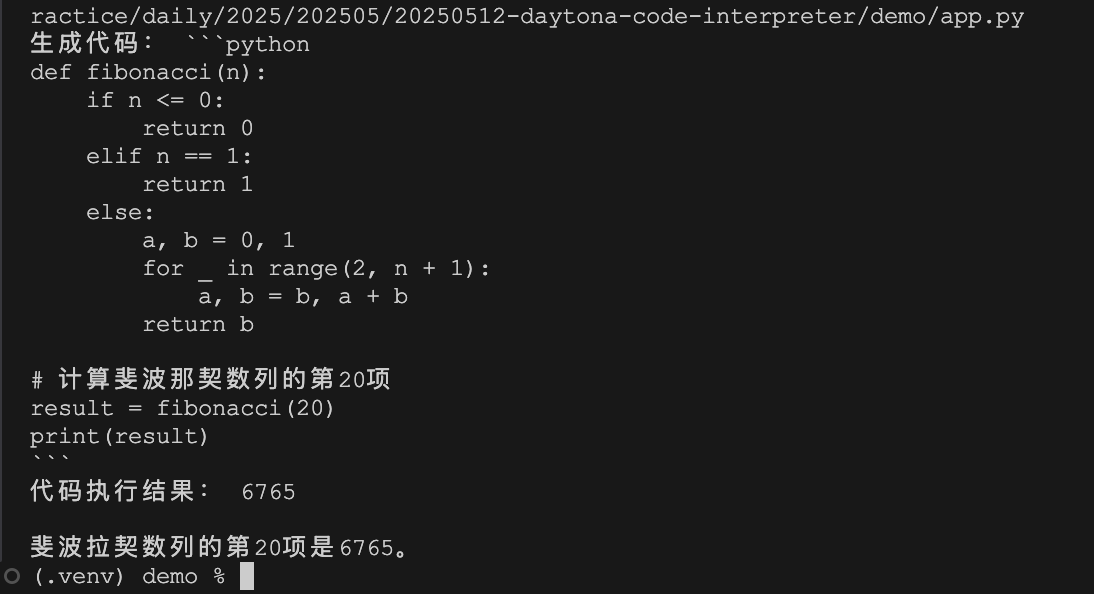 ractice/daily/2025/202505/20250512-daytona-code-interpreter/demo/app.py
生成代码： ```python
def fibonacci(n):
    if n <= 0:
        return 0
    elif n == 1:
        return 1
    else:
        a, b = 0, 1
        for _ in range(2, n + 1):
            a, b = b, a + b
        return b

# 计算斐波那契数列的第20项
result = fibonacci(20)
print(result)
```
代码执行结果： 6765

斐波拉契数列的第20项是6765。
(.venv) demo %